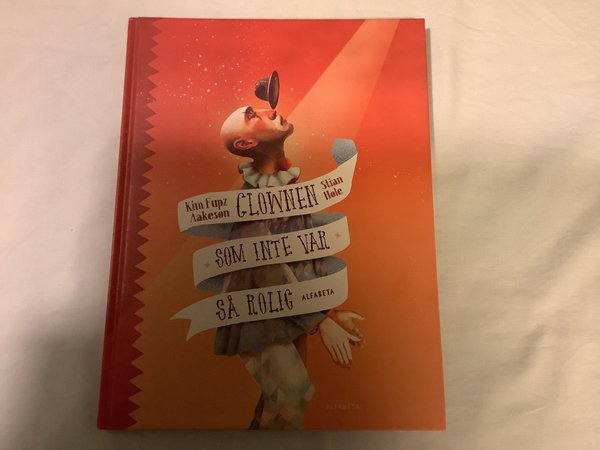 Kim Fupz
Aakeson
CLOWNEN
Stian
Hole
SOM INTE VAR
SÅ ROLIG
ALFABETA
ALFABETA